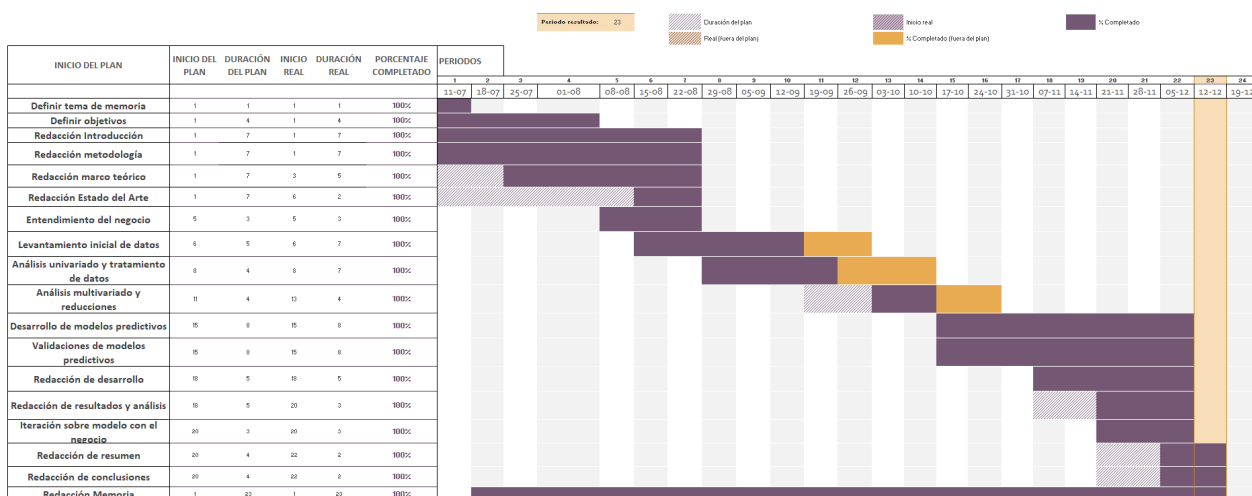 Periodo resultado: 23
Duración del plan
Inicio real
% Completado
Real (fuera del plan)
% Completado (fuera del plan)
INICIO DEL PLAN
INICIO DEL PLAN
DURACIÓN DEL PLAN
INICIO REAL
DURACIÓN REAL
PORCENTAJE COMPLETADO
PERIODOS
1 2 3 4 5 6 7 8 9 10 11 12 13 14 15 16 17 18 19 20 21 22 23 24
11-07 18-07 25-07 01-08 08-08 15-08 22-08 29-08 05-09 12-09 19-09 26-09 03-10 10-10 17-10 24-10 31-10 07-11 14-11 21-11 28-11 05-12 12-12 19-12
Definir tema de memoria 1 1 1 1 100%
Definir objetivos 1 4 1 4 100%
Redacción Introducción 1 7 1 7 100%
Redacción metodología 1 7 1 7 100%
Redacción marco teórico 1 7 3 5 100%
Redacción Estado del Arte 1 7 6 2 100%
Entendimiento del negocio 5 3 5 3 100%
Levantamiento inicial de datos 6 5 6 7 100%
Análisis univariado y tratamiento
de datos 8 4 8 7 100%
Análisis multivariado y
reducciones 11 4 13 4 100%
Desarrollo de modelos predictivos 15 8 15 8 100%
Validaciones de modelos
predictivos 15 8 15 8 100%
Redacción de desarrollo 18 5 18 5 100%
Redacción de resultados y análisis 18 5 20 3 100%
Iteración sobre modelo con el
negocio 20 3 20 3 100%
Redacción de resumen 20 4 22 2 100%
Redacción de conclusiones 20 4 22 2 100%
Redacción Memoria 1 23 1 23 100%